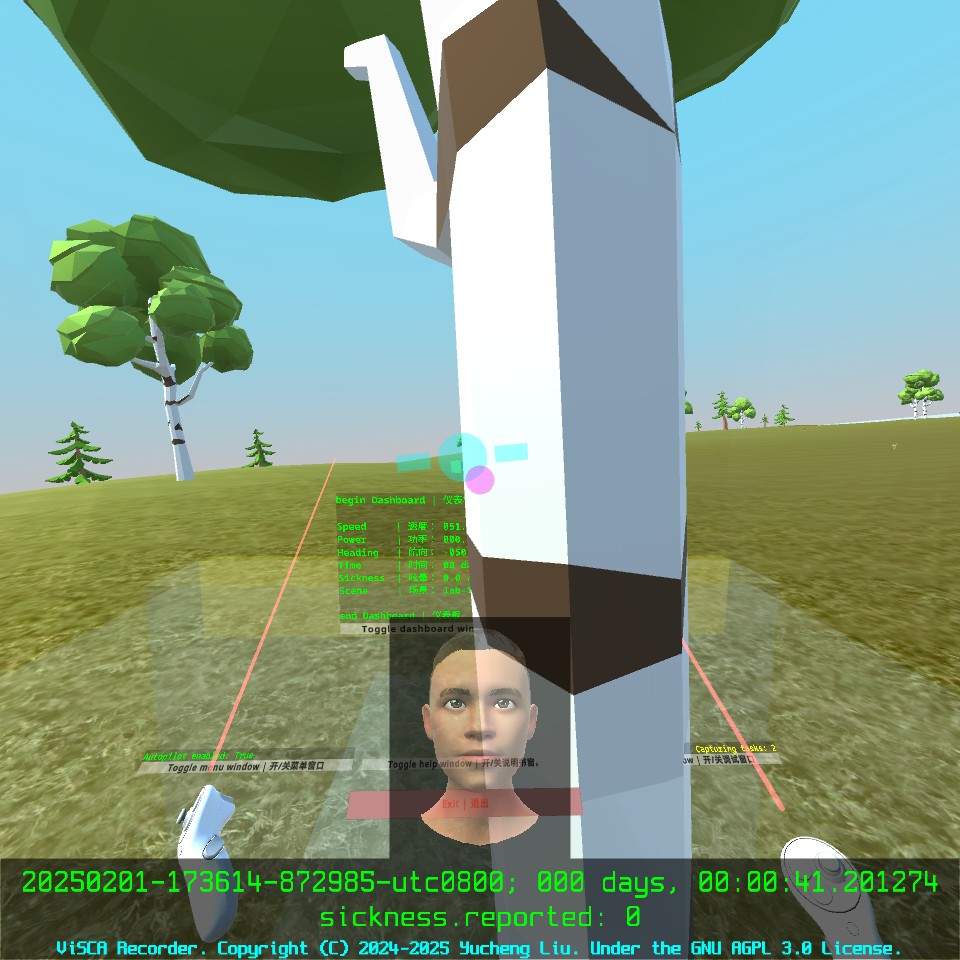 begin Dashboard | 仪表
Speed | 速度: 051.
Power | 功率: 000.
Heading | 航向: -050
Time | 时间: 00 d
Sickness | 眩晕: 0.0
Scene | 场景: lab-
end Dashboard | 仪表
Toggle dashboard win
Autopilot enabled: True
Toggle menu window | 开/关菜单窗口
Toggle help window | 开/关说明书窗
Capturing tasks: 2
ow | 开/关调试窗口
Exit | 退出
20250201-173614-872985-utc0800; 000 days, 00:00:41.201274
sickness.reported: 0
ViSCA Recorder. Copyright (C) 2024-2025 Yucheng Liu. Under the GNU AGPL 3.0 License.